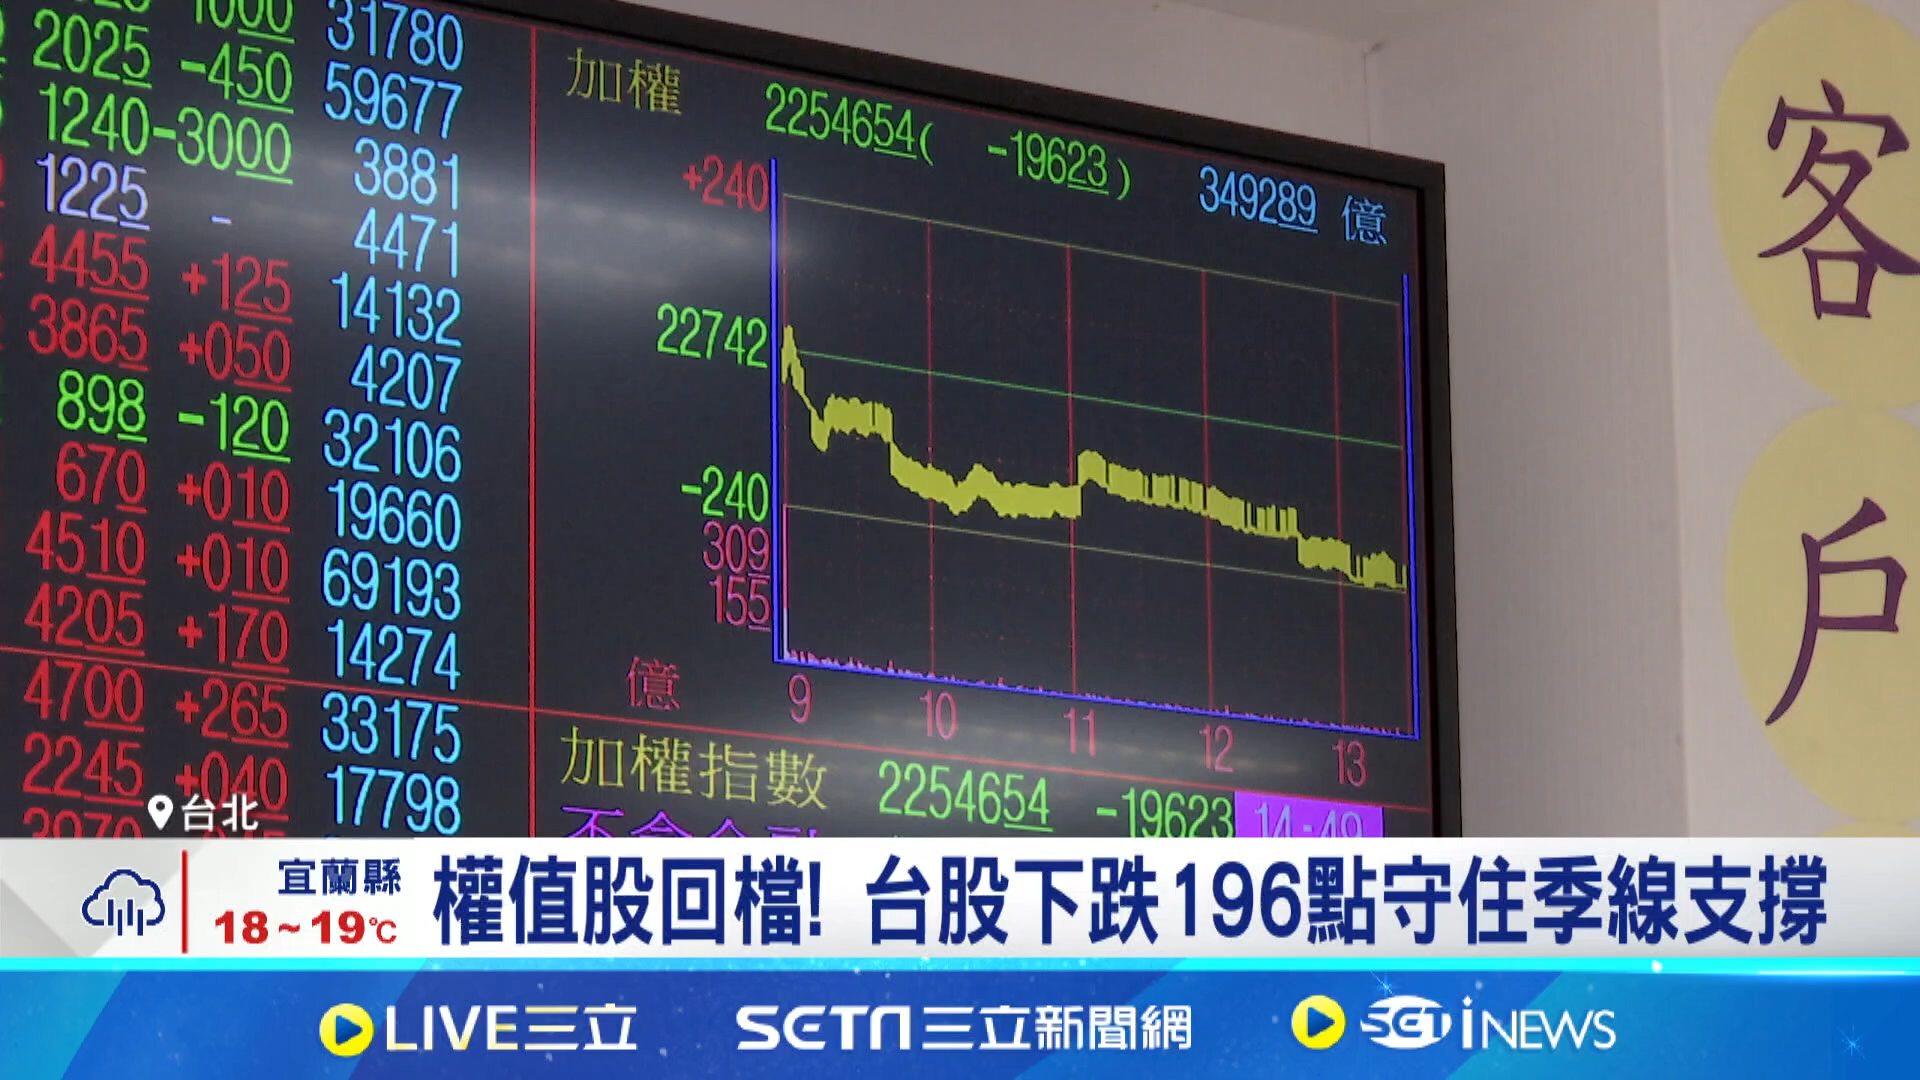 1000 31780
2025 -450 59677
1240 -3000 3881
1225 - 4471
4455 +125 14132
3865 +050 4207
898 -120 32106
670 +010 19660
4510 +010 69193
4205 +170 14274
4700 +265 33175
2245 +040 17798
加權 2254654( -19623 ) 349289 億
+240
22742
-240
309
155
億 9 10 11 12 13
加權指數 2254654 -19623 14:49
客戶
台北
宜蘭縣
18~19℃
權值股回檔! 台股下跌196點守住季線支撐
LIVE三立
SETN三立新聞網
SET iNEWS